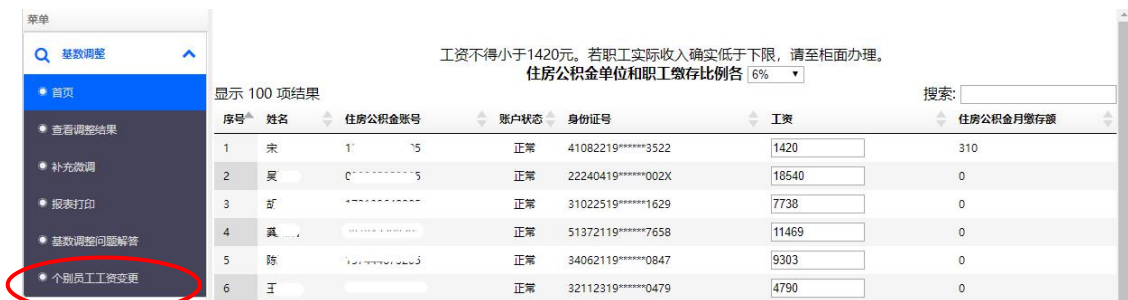 菜单
基数调整
首页
查看调整结果
补充微调
报表打印
基数调整问题解答
个别员工工资变更
工资不得小于1420元。若职工实际收入确实低于下限，请至柜面办理。
住房公积金单位和职工缴存比例各 6%
显示 100 项结果 搜索:
序号 姓名 住房公积金账号 账户状态 身份证号 工资 住房公积金月缴存额
1 宋 正常 41082219******3522 1420 310
2 吴 正常 22240419******002X 18540 0
3 正常 31022519******1629 7738 0
4 龚 正常 51372119******7658 11469 0
5 陈 正常 34062119******0847 9303 0
6 正常 32112319******0479 4790 0